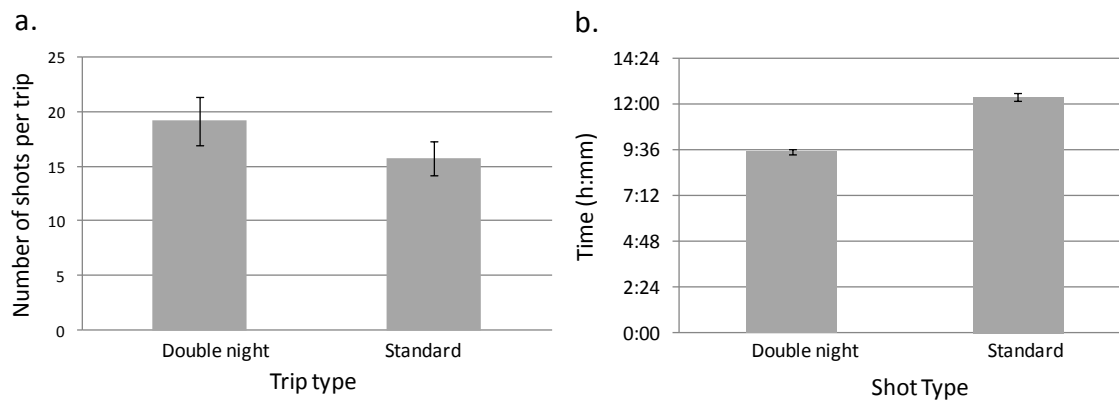 a.
Number of shots per trip
25
20
15
10
5
0
Double night Standard
Trip type
b.
Time (h:mm)
14:24
12:00
9:36
7:12
4:48
2:24
0:00
Double night Standard
Shot Type